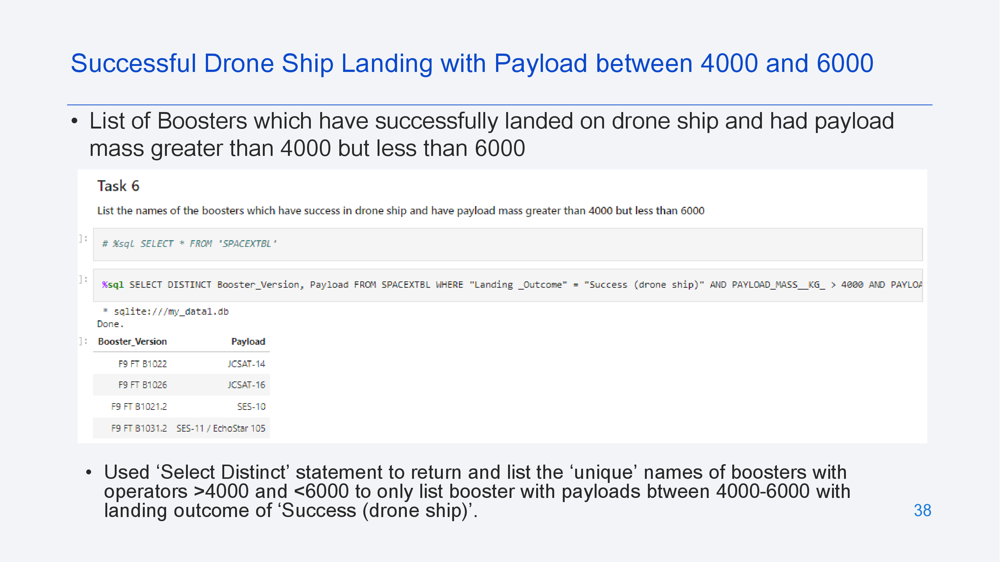 Successful Drone Ship Landing with Payload between 4000 and 6000
• List of Boosters which have successfully landed on drone ship and had payload
mass greater than 4000 but less than 6000
Task 6
List the names of the boosters which have success in drone ship and have payload mass greater than 4000 but less than 6000
]:
# %sql SELECT * FROM 'SPACEXTBL'
]:
%sql SELECT DISTINCT Booster_Version, Payload FROM SPACEXTBL WHERE "Landing _Outcome" = "Success (drone ship)" AND PAYLOAD_MASS__KG_ > 4000 AND PAYLOA
* sqlite:///my_data1.db
Done.
]:
Booster_Version Payload
F9 FT B1022 JCSAT-14
F9 FT B1026 JCSAT-16
F9 FT B1021.2 SES-10
F9 FT B1031.2 SES-11 / EchoStar 105
• Used ‘Select Distinct’ statement to return and list the ‘unique’ names of boosters with
operators >4000 and <6000 to only list booster with payloads btween 4000-6000 with
landing outcome of ‘Success (drone ship)’.
38